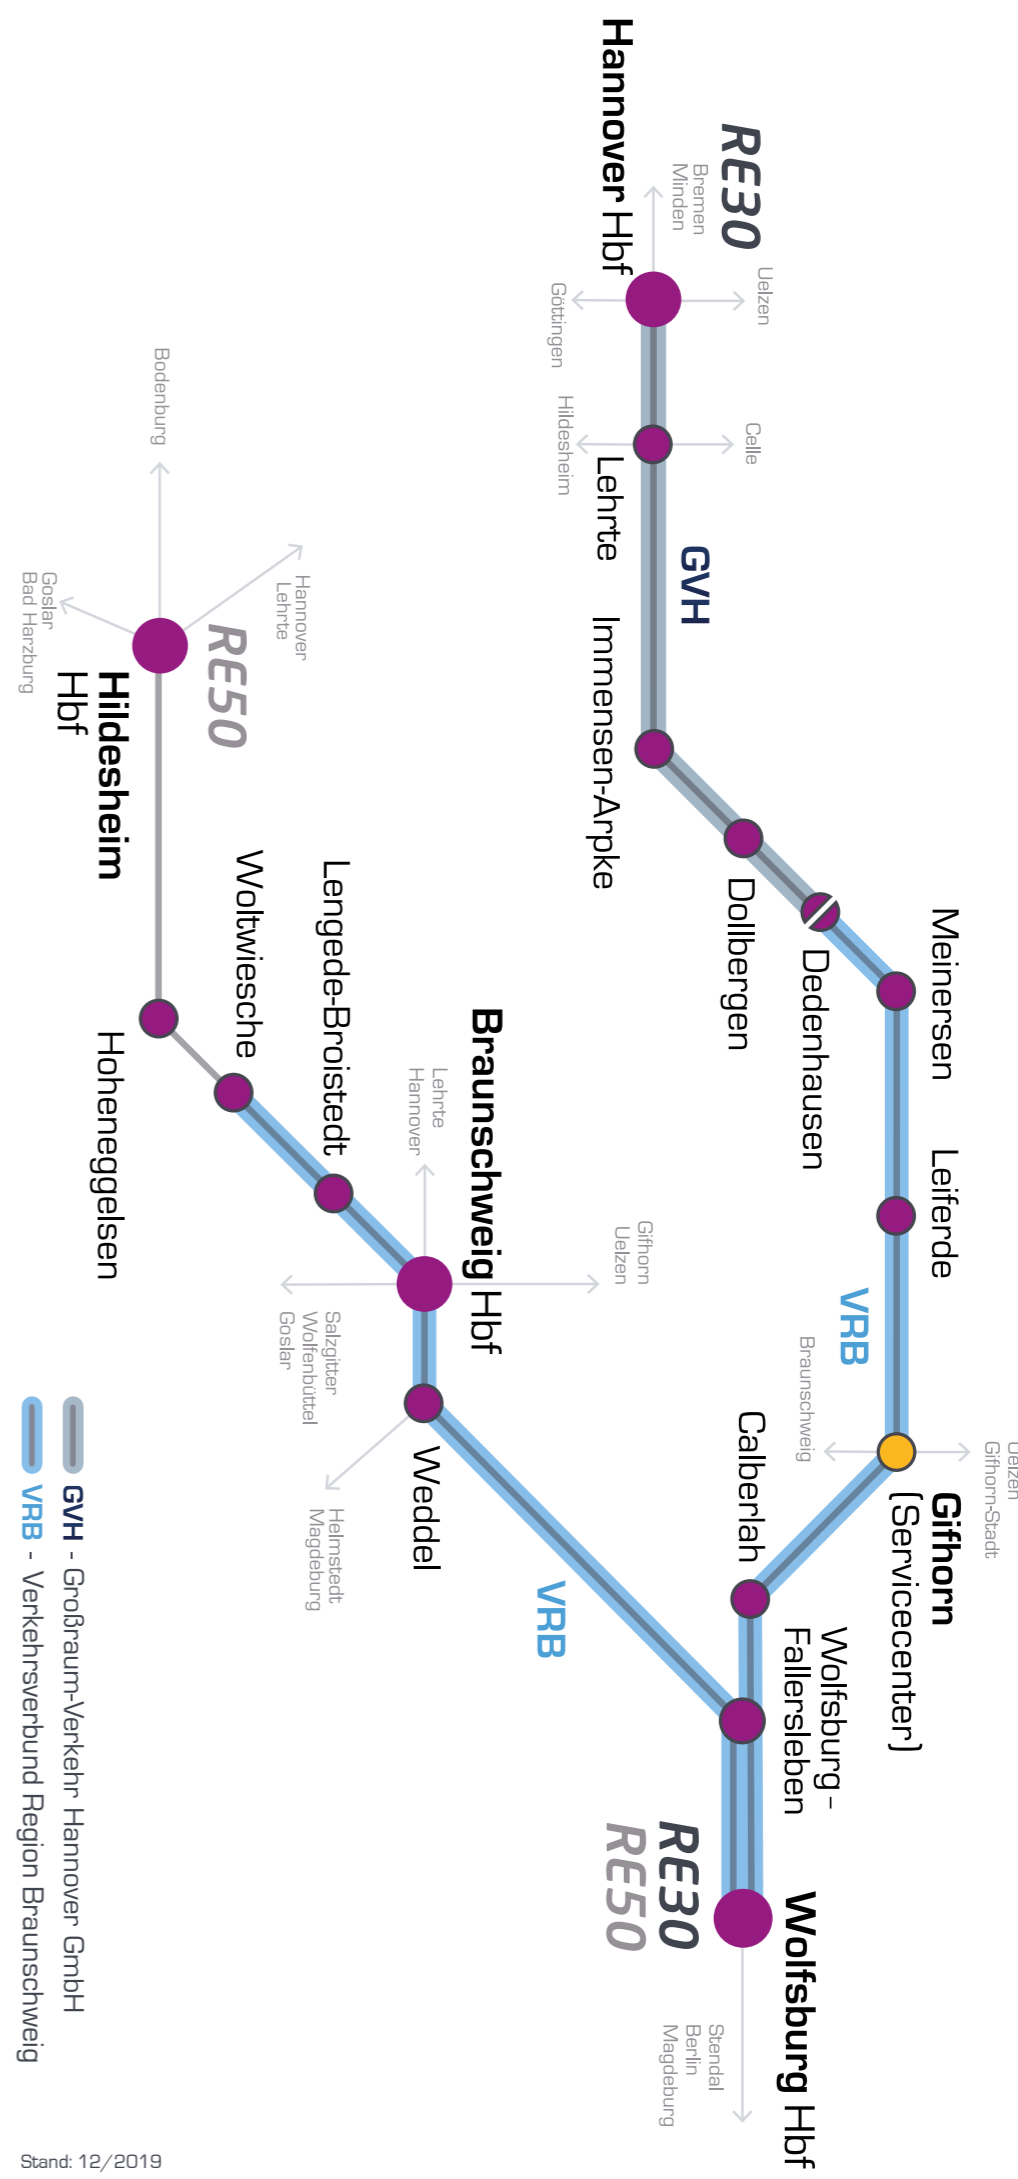 RE30
Hannover Hbf
Bremen
Minden
Uelzen
Göttingen
Celle
Hildesheim
Lehrte
GVH
Immensen-Arpke
Dollbergen
Dedenhausen
Meinersen
Leiferde
VRB
Braunschweig
Uelzen
Gifhorn-Stadt
Gifhorn
(Servicecenter)
Calberlah
Wolfsburg-
Fallersleben
Wolfsburg Hbf
RE30
RE50
Stendal
Berlin
Magdeburg
Bodenburg
Hannover
Lehrte
Goslar
Bad Harzburg
RE50
Hildesheim
Hbf
Hoheneggelsen
Woltwiesche
Lengede-Broistedt
Braunschweig Hbf
Lehrte
Hannover
Gifhorn
Uelzen
Salzgitter
Wolfenbüttel
Goslar
Weddel
Helmstedt
Magdeburg
VRB
GVH - Großraum-Verkehr Hannover GmbH
VRB - Verkehrsverbund Region Braunschweig
Stand: 12/2019